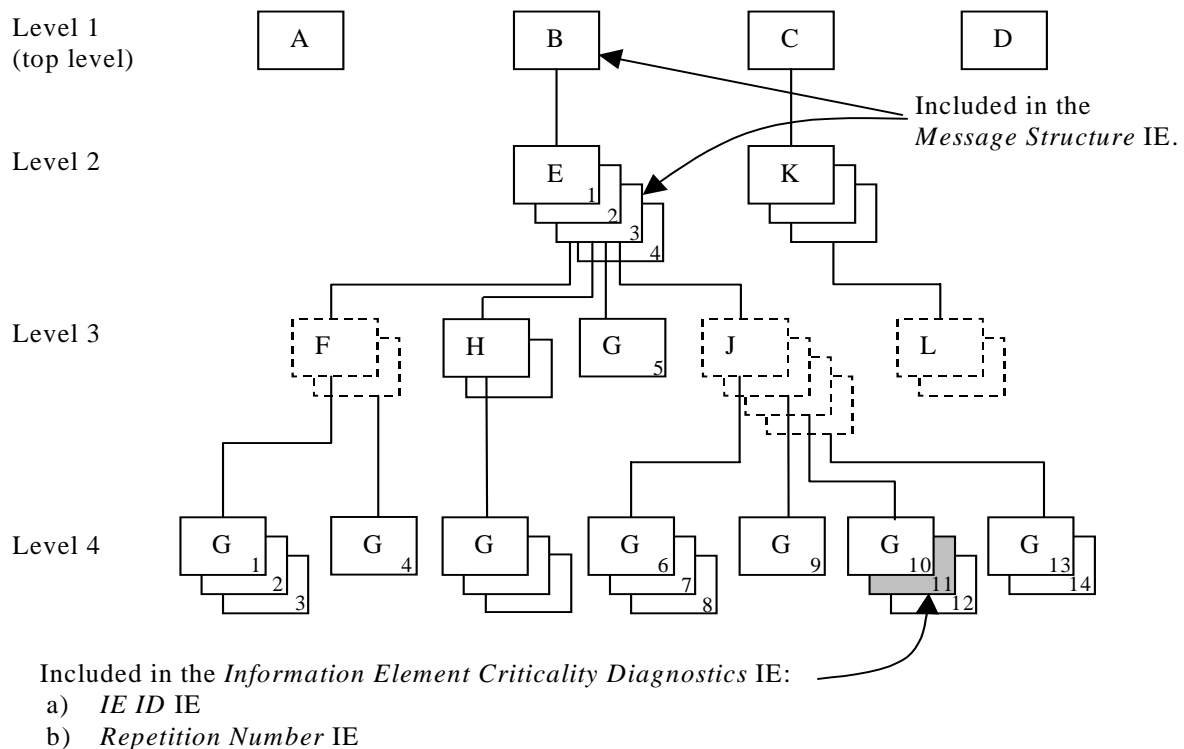 Level 1
(top level)
A
B
C
D
Included in the
Message Structure IE.
Level 2
E
1
2
3
4
K
Level 3
F
H
G
5
J
L
Level 4
G
1
2
3
G
4
G
G
6
7
8
G
9
G
10
11
12
G
13
14
Included in the Information Element Criticality Diagnostics IE:
a) IE ID IE
b) Repetition Number IE